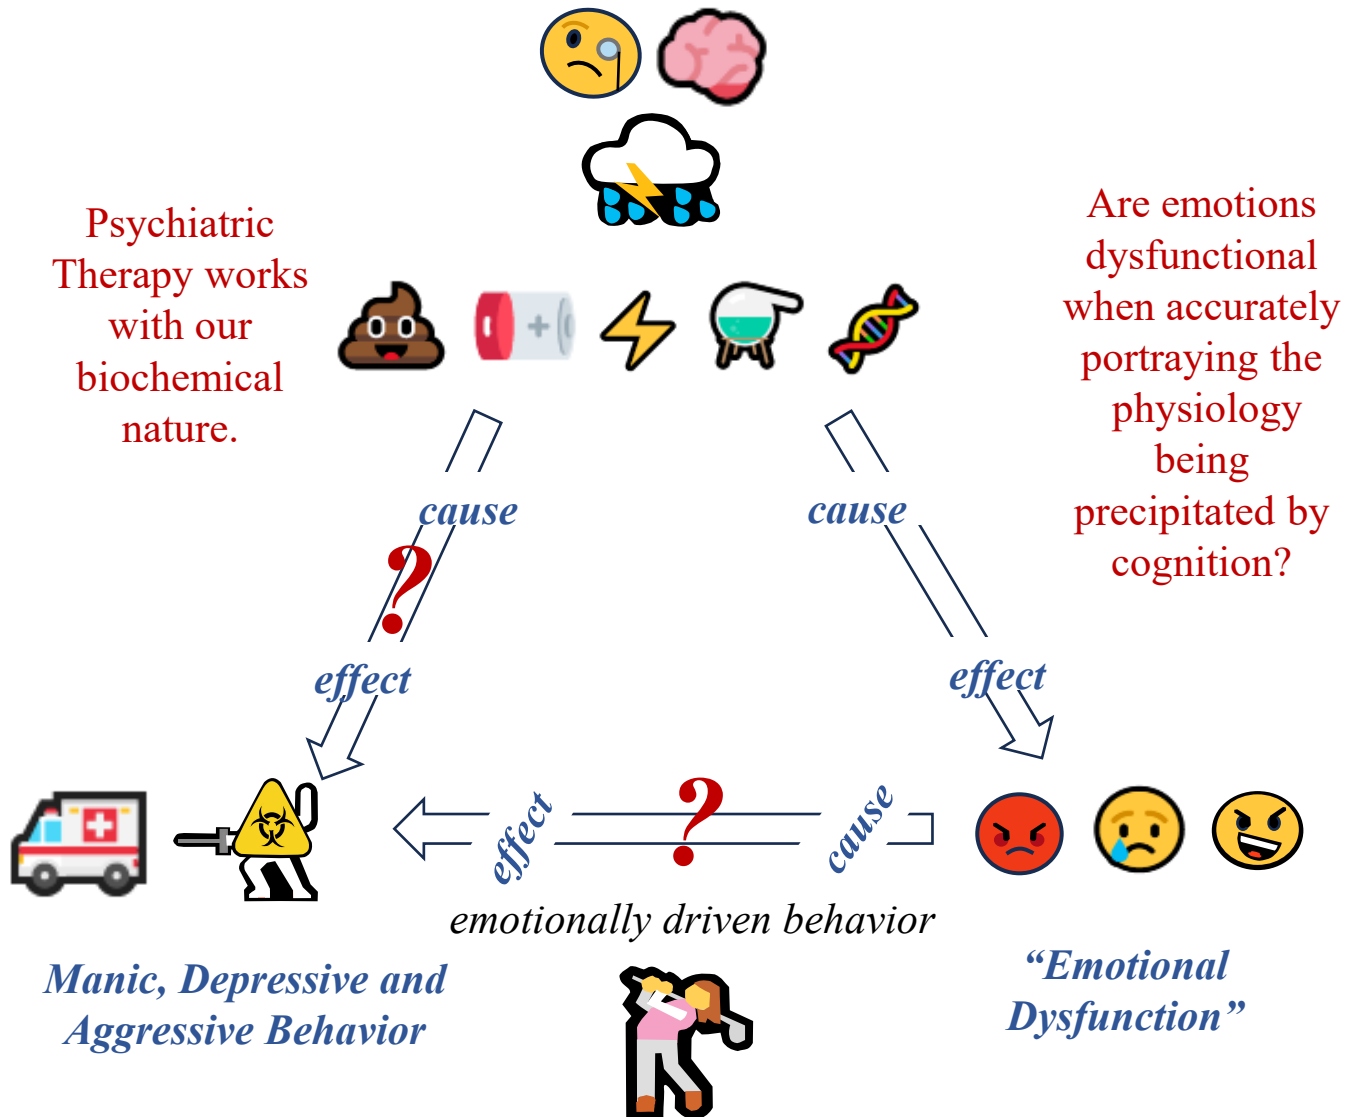 Psychiatric
Therapy works
with our
biochemical
nature.
Are emotions
dysfunctional
when accurately
portraying the
physiology
being
precipitated by
cognition?
cause
cause
?
effect
effect
effect
?
cause
emotionally driven behavior
Manic, Depressive and
Aggressive Behavior
“Emotional
Dysfunction”